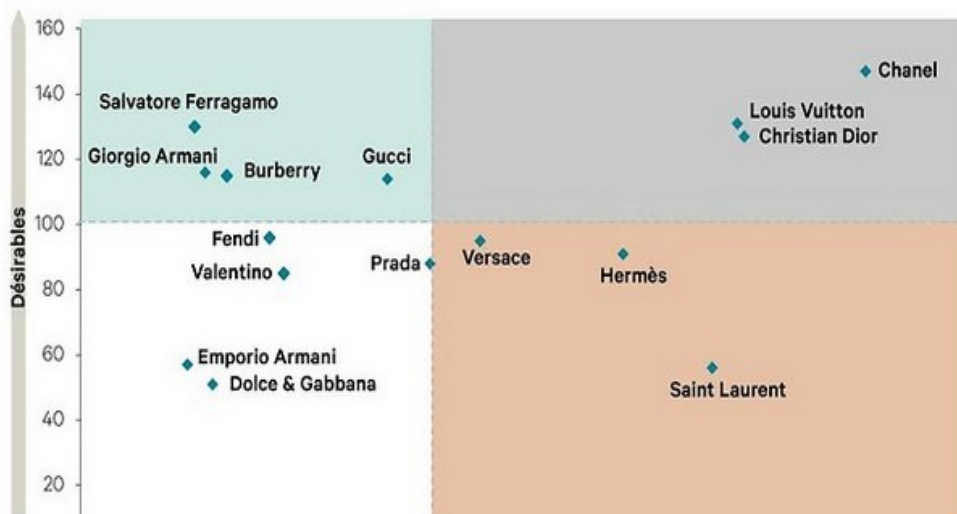 160
140
120
100
80
60
40
20
Désirables
Chanel
Louis Vuitton
Christian Dior
Salvatore Ferragamo
Giorgio Armani
Burberry
Gucci
Fendi
Valentino
Prada
Versace
Hermès
Emporio Armani
Dolce & Gabbana
Saint Laurent